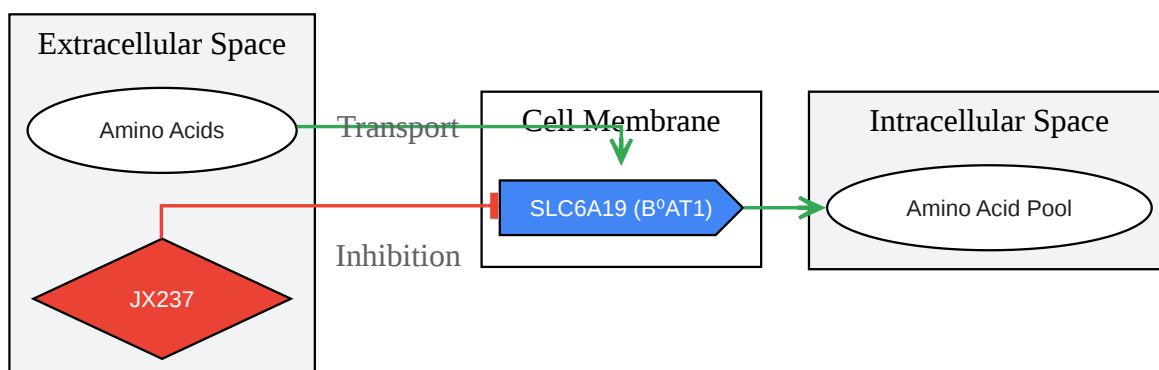 Extracellular Space
Amino Acids
JX237
Transport
Inhibition
Cell Membrane
SLC6A19 (B⁰AT1)
Intracellular Space
Amino Acid Pool